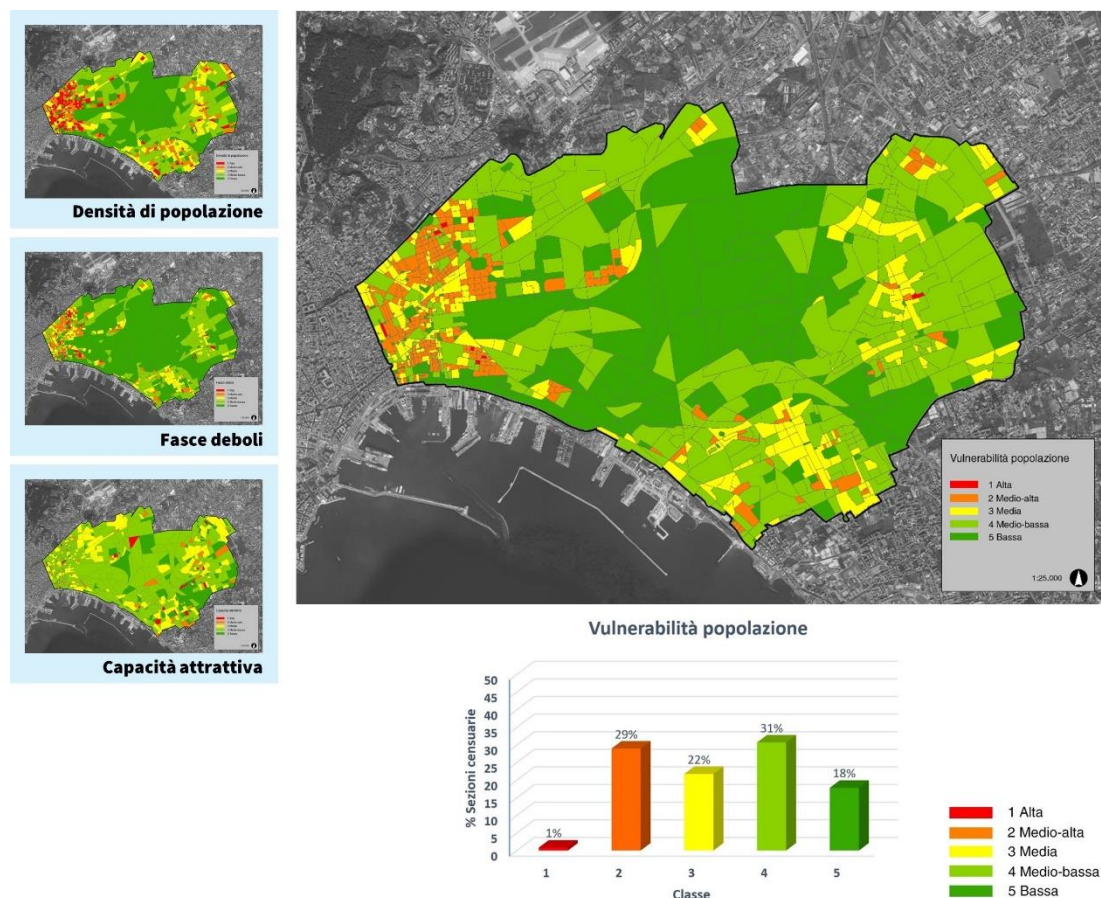 Densità di popolazione
Fasce deboli
Capacità attrattiva
Vulnerabilità popolazione
1 Alta
2 Medio-alta
3 Media
4 Medio-bassa
5 Bassa
1:25.000
Vulnerabilità popolazione
% Sezioni censuarie
50
45
40
35
30
25
20
15
10
5
0
1%
29%
22%
31%
18%
1
2
3
4
5
Classe
1 Alta
2 Medio-alta
3 Media
4 Medio-bassa
5 Bassa